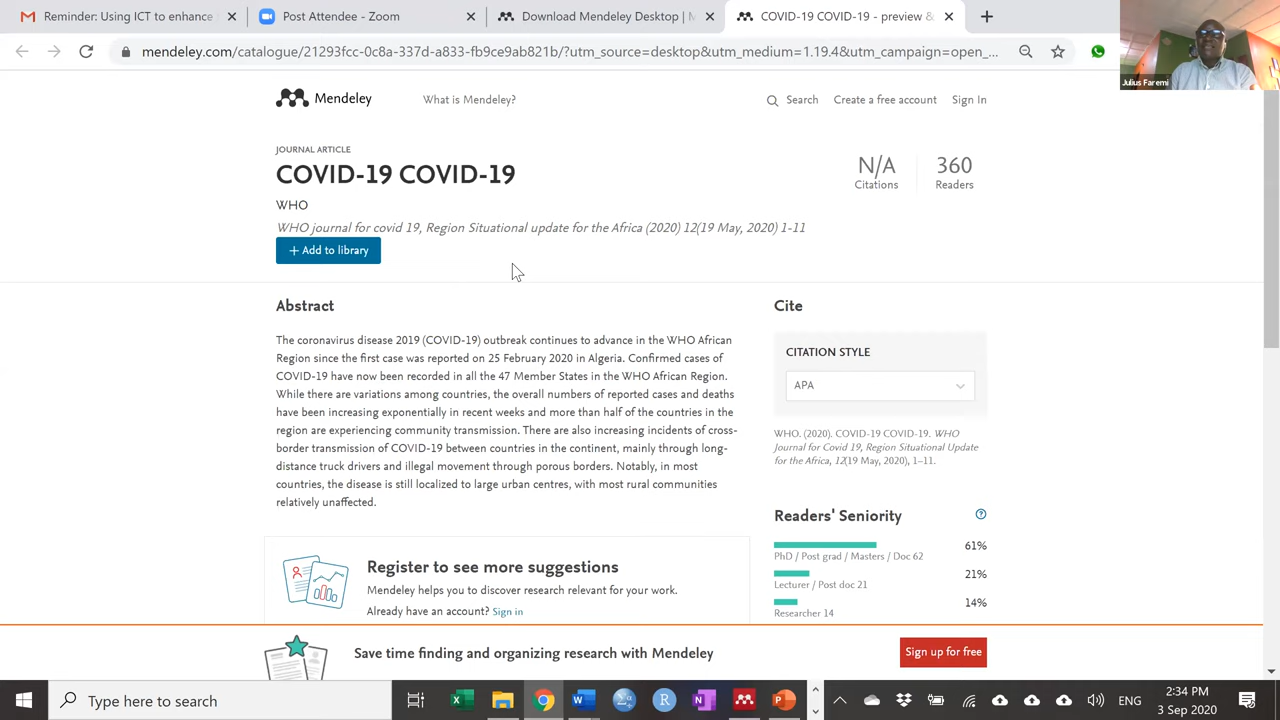 Reminder: Using ICT to enhance
Post Attendee - Zoom
Download Mendeley Desktop | M
COVID-19 COVID-19 - preview &
mendeley.com/catalogue/21293fcc-0c8a-337d-a833-fb9ce9ab821b/?utm_source=desktop&utm_medium=1.19.4&utm_campaign=open_...
Julius Faremi
Mendeley
What is Mendeley?
Search
Create a free account
Sign In
JOURNAL ARTICLE
COVID-19 COVID-19
WHO
WHO journal for covid 19, Region Situational update for the Africa (2020) 12(19 May, 2020) 1-11
+ Add to library
N/A
Citations
360
Readers
Abstract
The coronavirus disease 2019 (COVID-19) outbreak continues to advance in the WHO African
Region since the first case was reported on 25 February 2020 in Algeria. Confirmed cases of
COVID-19 have now been recorded in all the 47 Member States in the WHO African Region.
While there are variations among countries, the overall numbers of reported cases and deaths
have been increasing exponentially in recent weeks and more than half of the countries in the
region are experiencing community transmission. There are also increasing incidents of cross-
border transmission of COVID-19 between countries in the continent, mainly through long-
distance truck drivers and illegal movement through porous borders. Notably, in most
countries, the disease is still localized to large urban centres, with most rural communities
relatively unaffected.
Cite
CITATION STYLE
APA
WHO. (2020). COVID-19 COVID-19. WHO
Journal for Covid 19, Region Situational Update
for the Africa, 12(19 May, 2020), 1–11.
Readers' Seniority
61%
PhD / Post grad / Masters / Doc 62
21%
Lecturer / Post doc 21
14%
Researcher 14
Register to see more suggestions
Mendeley helps you to discover research relevant for your work.
Already have an account? Sign in
Save time finding and organizing research with Mendeley
Sign up for free
Type here to search
ENG
2:34 PM
3 Sep 2020